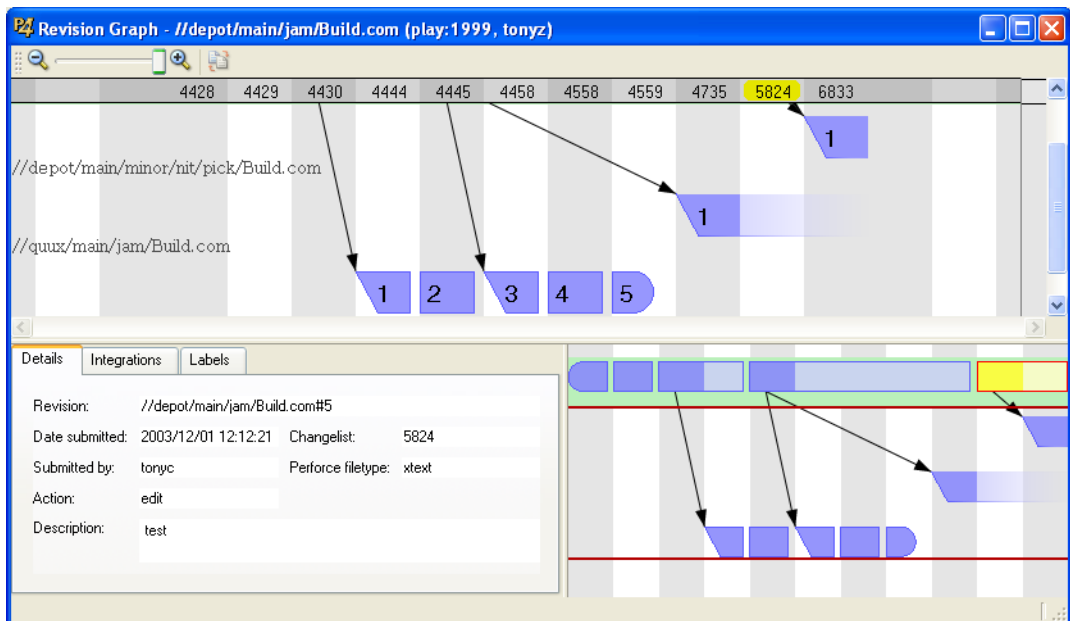 P4 Revision Graph - //depot/main/jam/Build.com (play:1999, tonyz)
4428 4429 4430 4444 4445 4458 4558 4559 4735 5824 6833
1
//depot/main/minor/nit/pick/Build.com
1
//quux/main/jam/Build.com
1 2 3 4 5
Details Integrations Labels
Revision: //depot/main/jam/Build.com#5
Date submitted: 2003/12/01 12:12:21 Changelist: 5824
Submitted by: tonyc Perforce filetype: xtext
Action: edit
Description: test